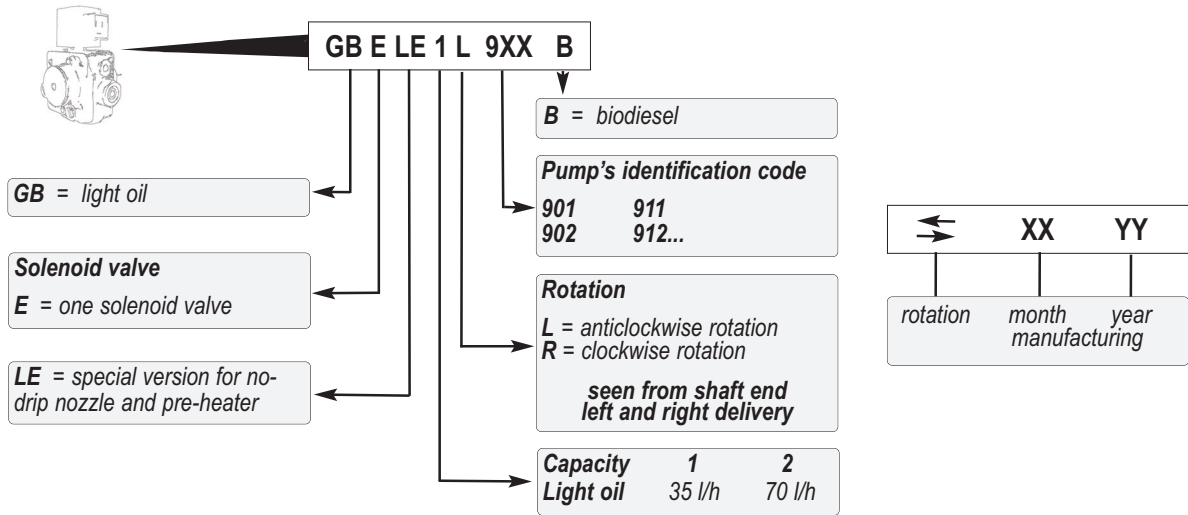 GB E LE 1 L 9XX B
B = biodiesel
Pump's identification code
901 911
902 912...
GB = light oil
Solenoid valve
E = one solenoid valve
Rotation
L = anticlockwise rotation
R = clockwise rotation
seen from shaft end
left and right delivery
LE = special version for no-
drip nozzle and pre-heater
Capacity 1 2
Light oil 35 l/h 70 l/h
XX YY
rotation month year
manufacturing